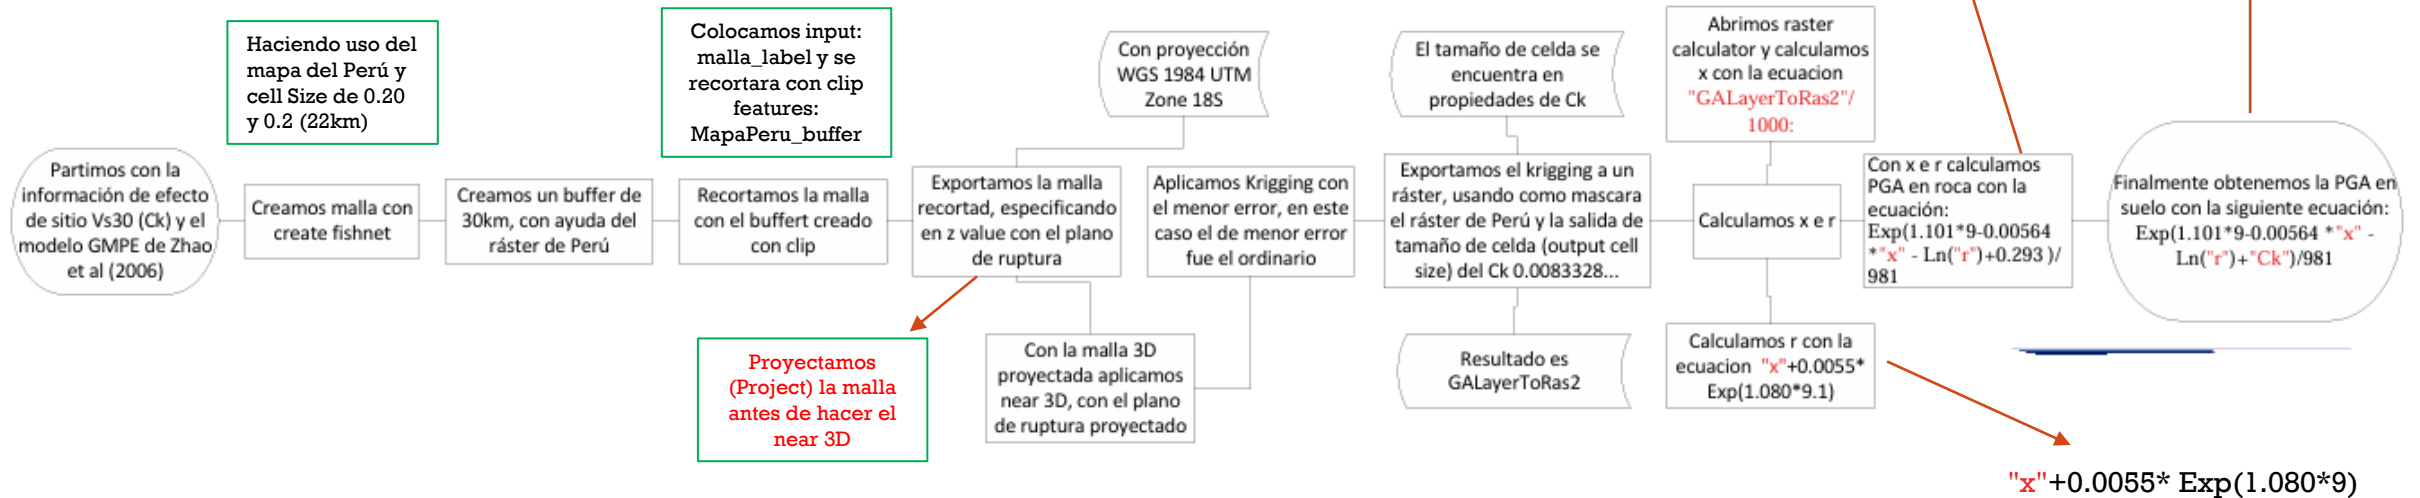 Haciendo uso del
mapa del Perú y
cell Size de 0.20
y 0.2 (22km)
Colocamos input:
malla_label y se
recortara con clip
features:
MapaPeru_buffer
Con proyección
WGS 1984 UTM
Zone 18S
El tamaño de celda se
encuentra en
propiedades de Ck
Abrimos raster
calculator y calculamos
x con la ecuacion
"GALayerToRas2"/
1000:
Partimos con la
información de efecto
de sitio Vs30 (Ck) y el
modelo GMPE de Zhao
et al (2006)
Creamos malla con
create fishnet
Creamos un buffer de
30km, con ayuda del
ráster de Perú
Recortamos la malla
con el buffert creado
con clip
Exportamos la malla
recortad, especificando
en z value con el plano
de ruptura
Aplicamos Krigging con
el menor error, en este
caso el de menor error
fue el ordinario
Exportamos el krigging a un
ráster, usando como mascara
el ráster de Perú y la salida de
tamaño de celda (output cell
size) del Ck 0.0083328...
Calculamos x e r
Con x e r calculamos
PGA en roca con la
ecuación:
Exp(1.101*9-0.00564
*"x" - Ln("r")+0.293 )/
981
Finalmente obtenemos la PGA en
suelo con la siguiente ecuación:
Exp(1.101*9-0.00564 *"x" -
Ln("r")+"Ck")/981
Proyectamos
(Project) la malla
antes de hacer el
near 3D
Con la malla 3D
proyectada aplicamos
near 3D, con el plano
de ruptura proyectado
Resultado es
GALayerToRas2
Calculamos r con la
ecuacion "x"+0.0055*
Exp(1.080*9.1)
"x"+0.0055* Exp(1.080*9)